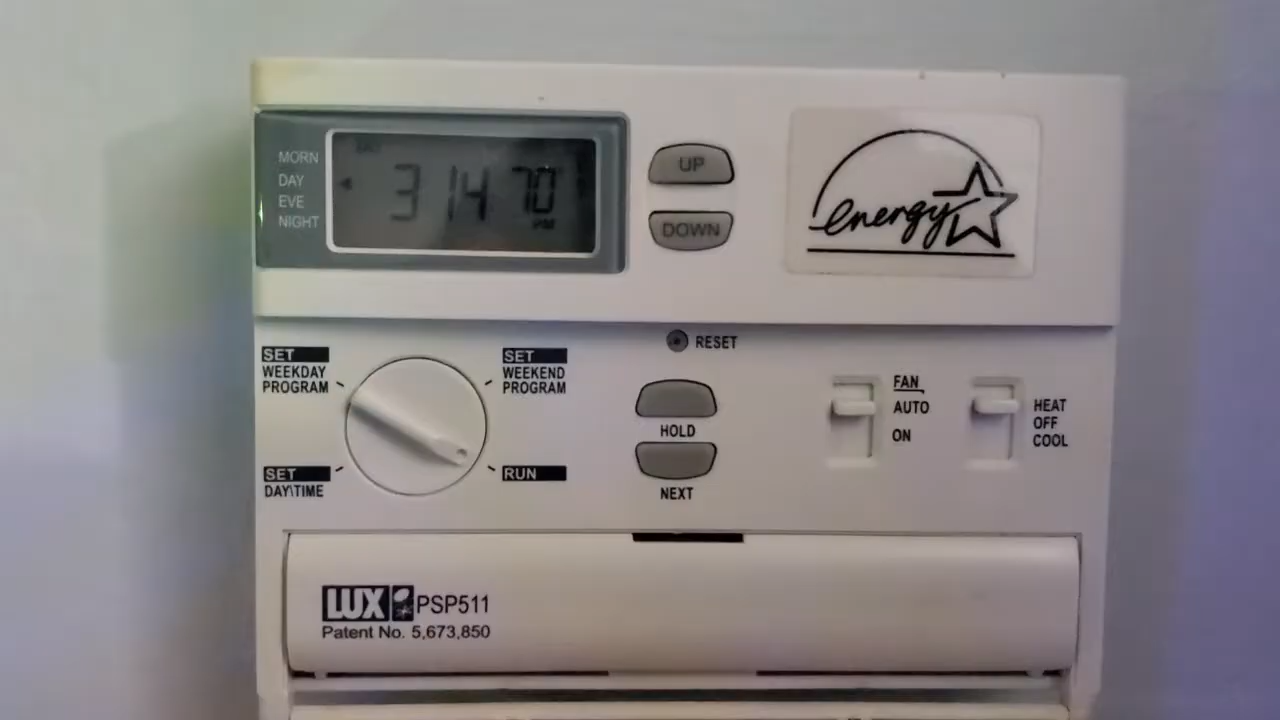 MORN
DAY
EVE
NIGHT
3 14 70
PM
UP
DOWN
energy
RESET
SET
WEEKDAY
PROGRAM
SET
WEEKEND
PROGRAM
SET
DAY\TIME
RUN
HOLD
NEXT
FAN
AUTO
ON
HEAT
OFF
COOL
LUX PSP511
Patent No. 5,673,850